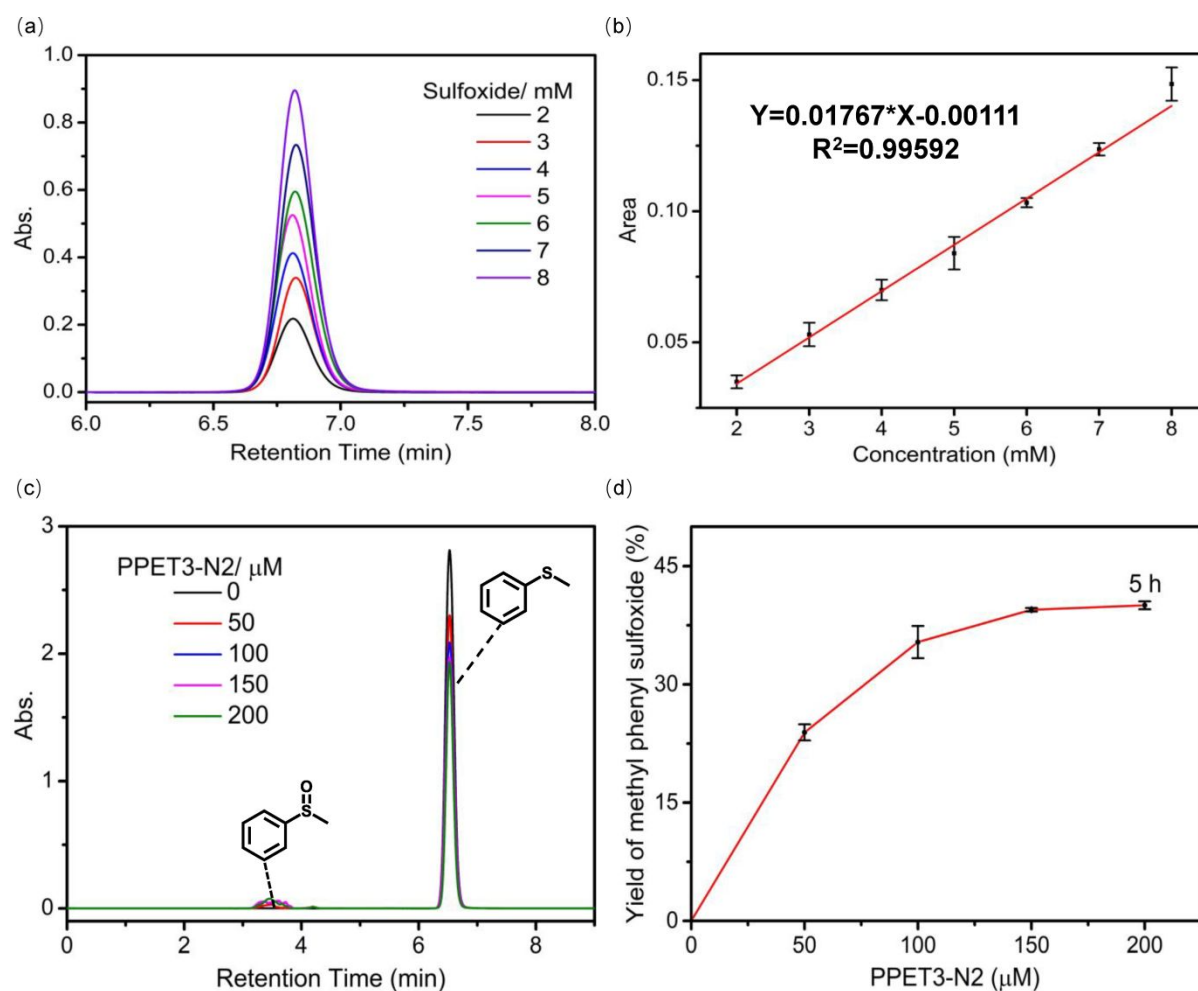 (a)
1.0
0.8
0.6
0.4
0.2
0.0
Abs.
Sulfoxide/ mM
2
3
4
5
6
7
8
6.0 6.5 7.0 7.5 8.0
Retention Time (min)
(b)
0.15
0.10
0.05
Area
Y=0.01767*X-0.00111
R²=0.99592
2 3 4 5 6 7 8
Concentration (mM)
(c)
3
2
1
0
Abs.
PPET3-N2/ μM
0
50
100
150
200
S
O
S
0 2 4 6 8
Retention Time (min)
(d)
45
30
15
0
Yield of methyl phenyl sulfoxide (%)
5 h
0 50 100 150 200
PPET3-N2 (μM)